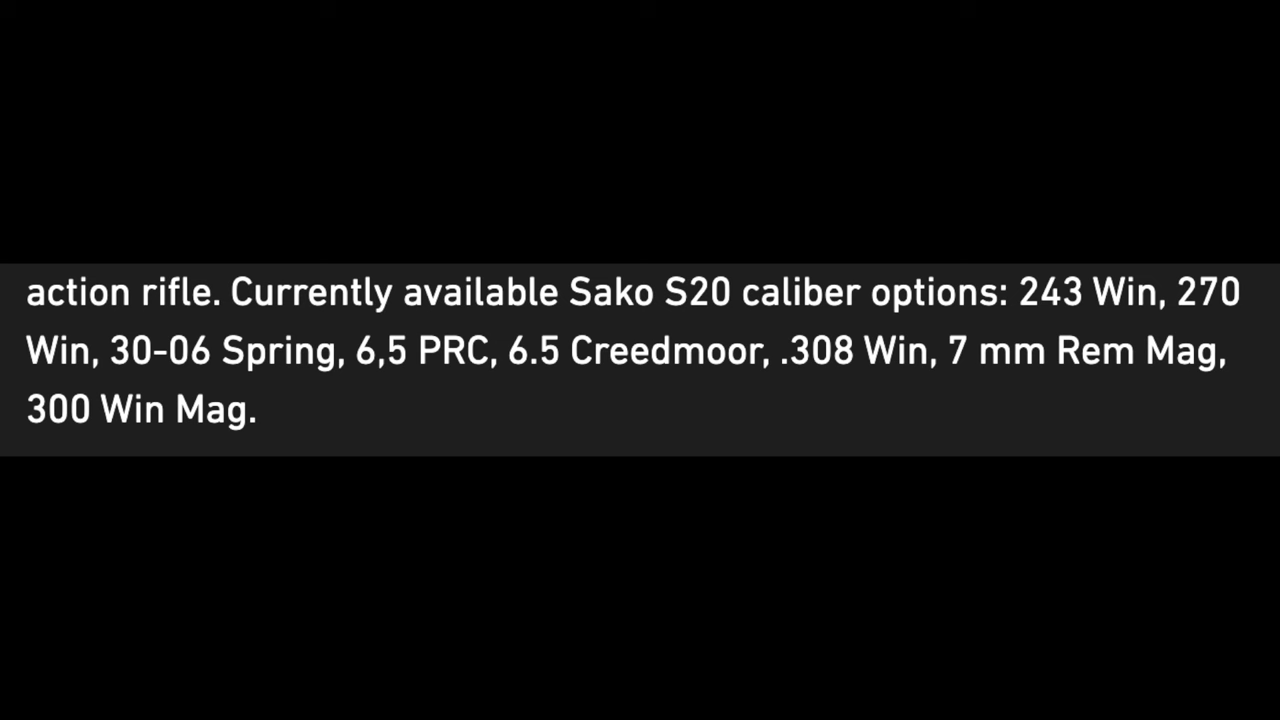 action rifle. Currently available Sako S20 caliber options: 243 Win, 270
Win, 30-06 Spring, 6,5 PRC, 6.5 Creedmoor, .308 Win, 7 mm Rem Mag,
300 Win Mag.